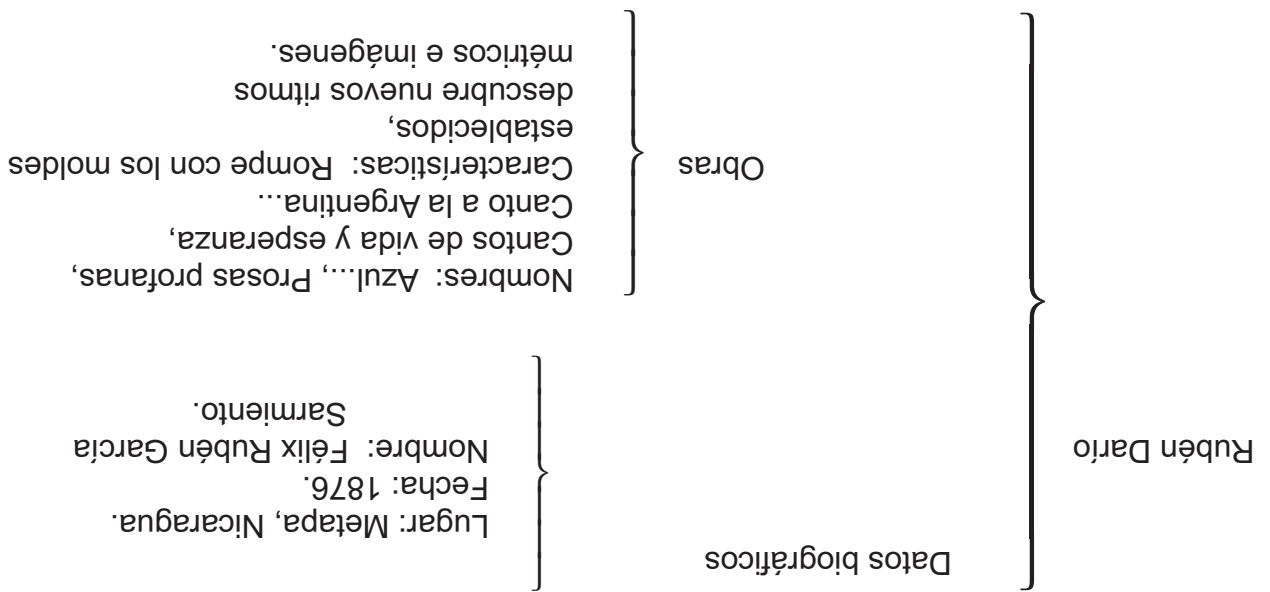 Rubén Darío
Datos biográficos
Lugar: Metapa, Nicaragua.
Fecha: 1876.
Nombre: Félix Rubén García
Sarmiento.
Obras
Nombres: Azul..., Prosas profanas,
Cantos de vida y esperanza,
Canto a la Argentina...
Características: Rompe con los moldes
establecidos,
descubre nuevos ritmos
métricos e imágenes.